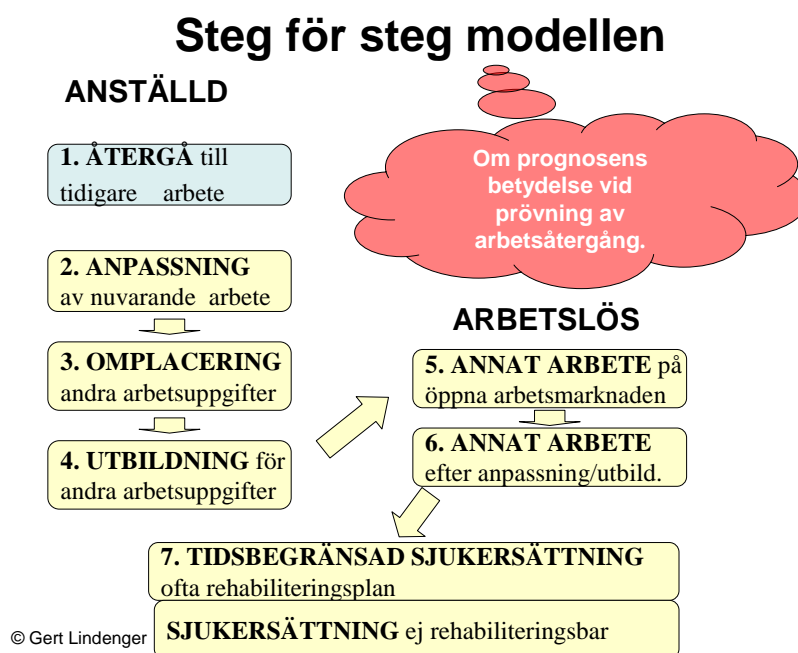 Steg för steg modellen
ANSTÄLLD
1. ÅTERGÅ till
tidigare arbete
Om prognosens
betydelse vid
prövning av
arbetsåtergång.
2. ANPASSNING
av nuvarande arbete
3. OMPLACERING
andra arbetsuppgifter
4. UTBILDNING för
andra arbetsuppgifter
ARBETSLÖS
5. ANNAT ARBETE på
öppna arbetsmarknaden
6. ANNAT ARBETE
efter anpassning/utbild.
7. TIDSBEGRÄNSAD SJUKERSÄTTNING
ofta rehabiliteringsplan
SJUKERSÄTTNING ej rehabiliteringsbar
© Gert Lindenger